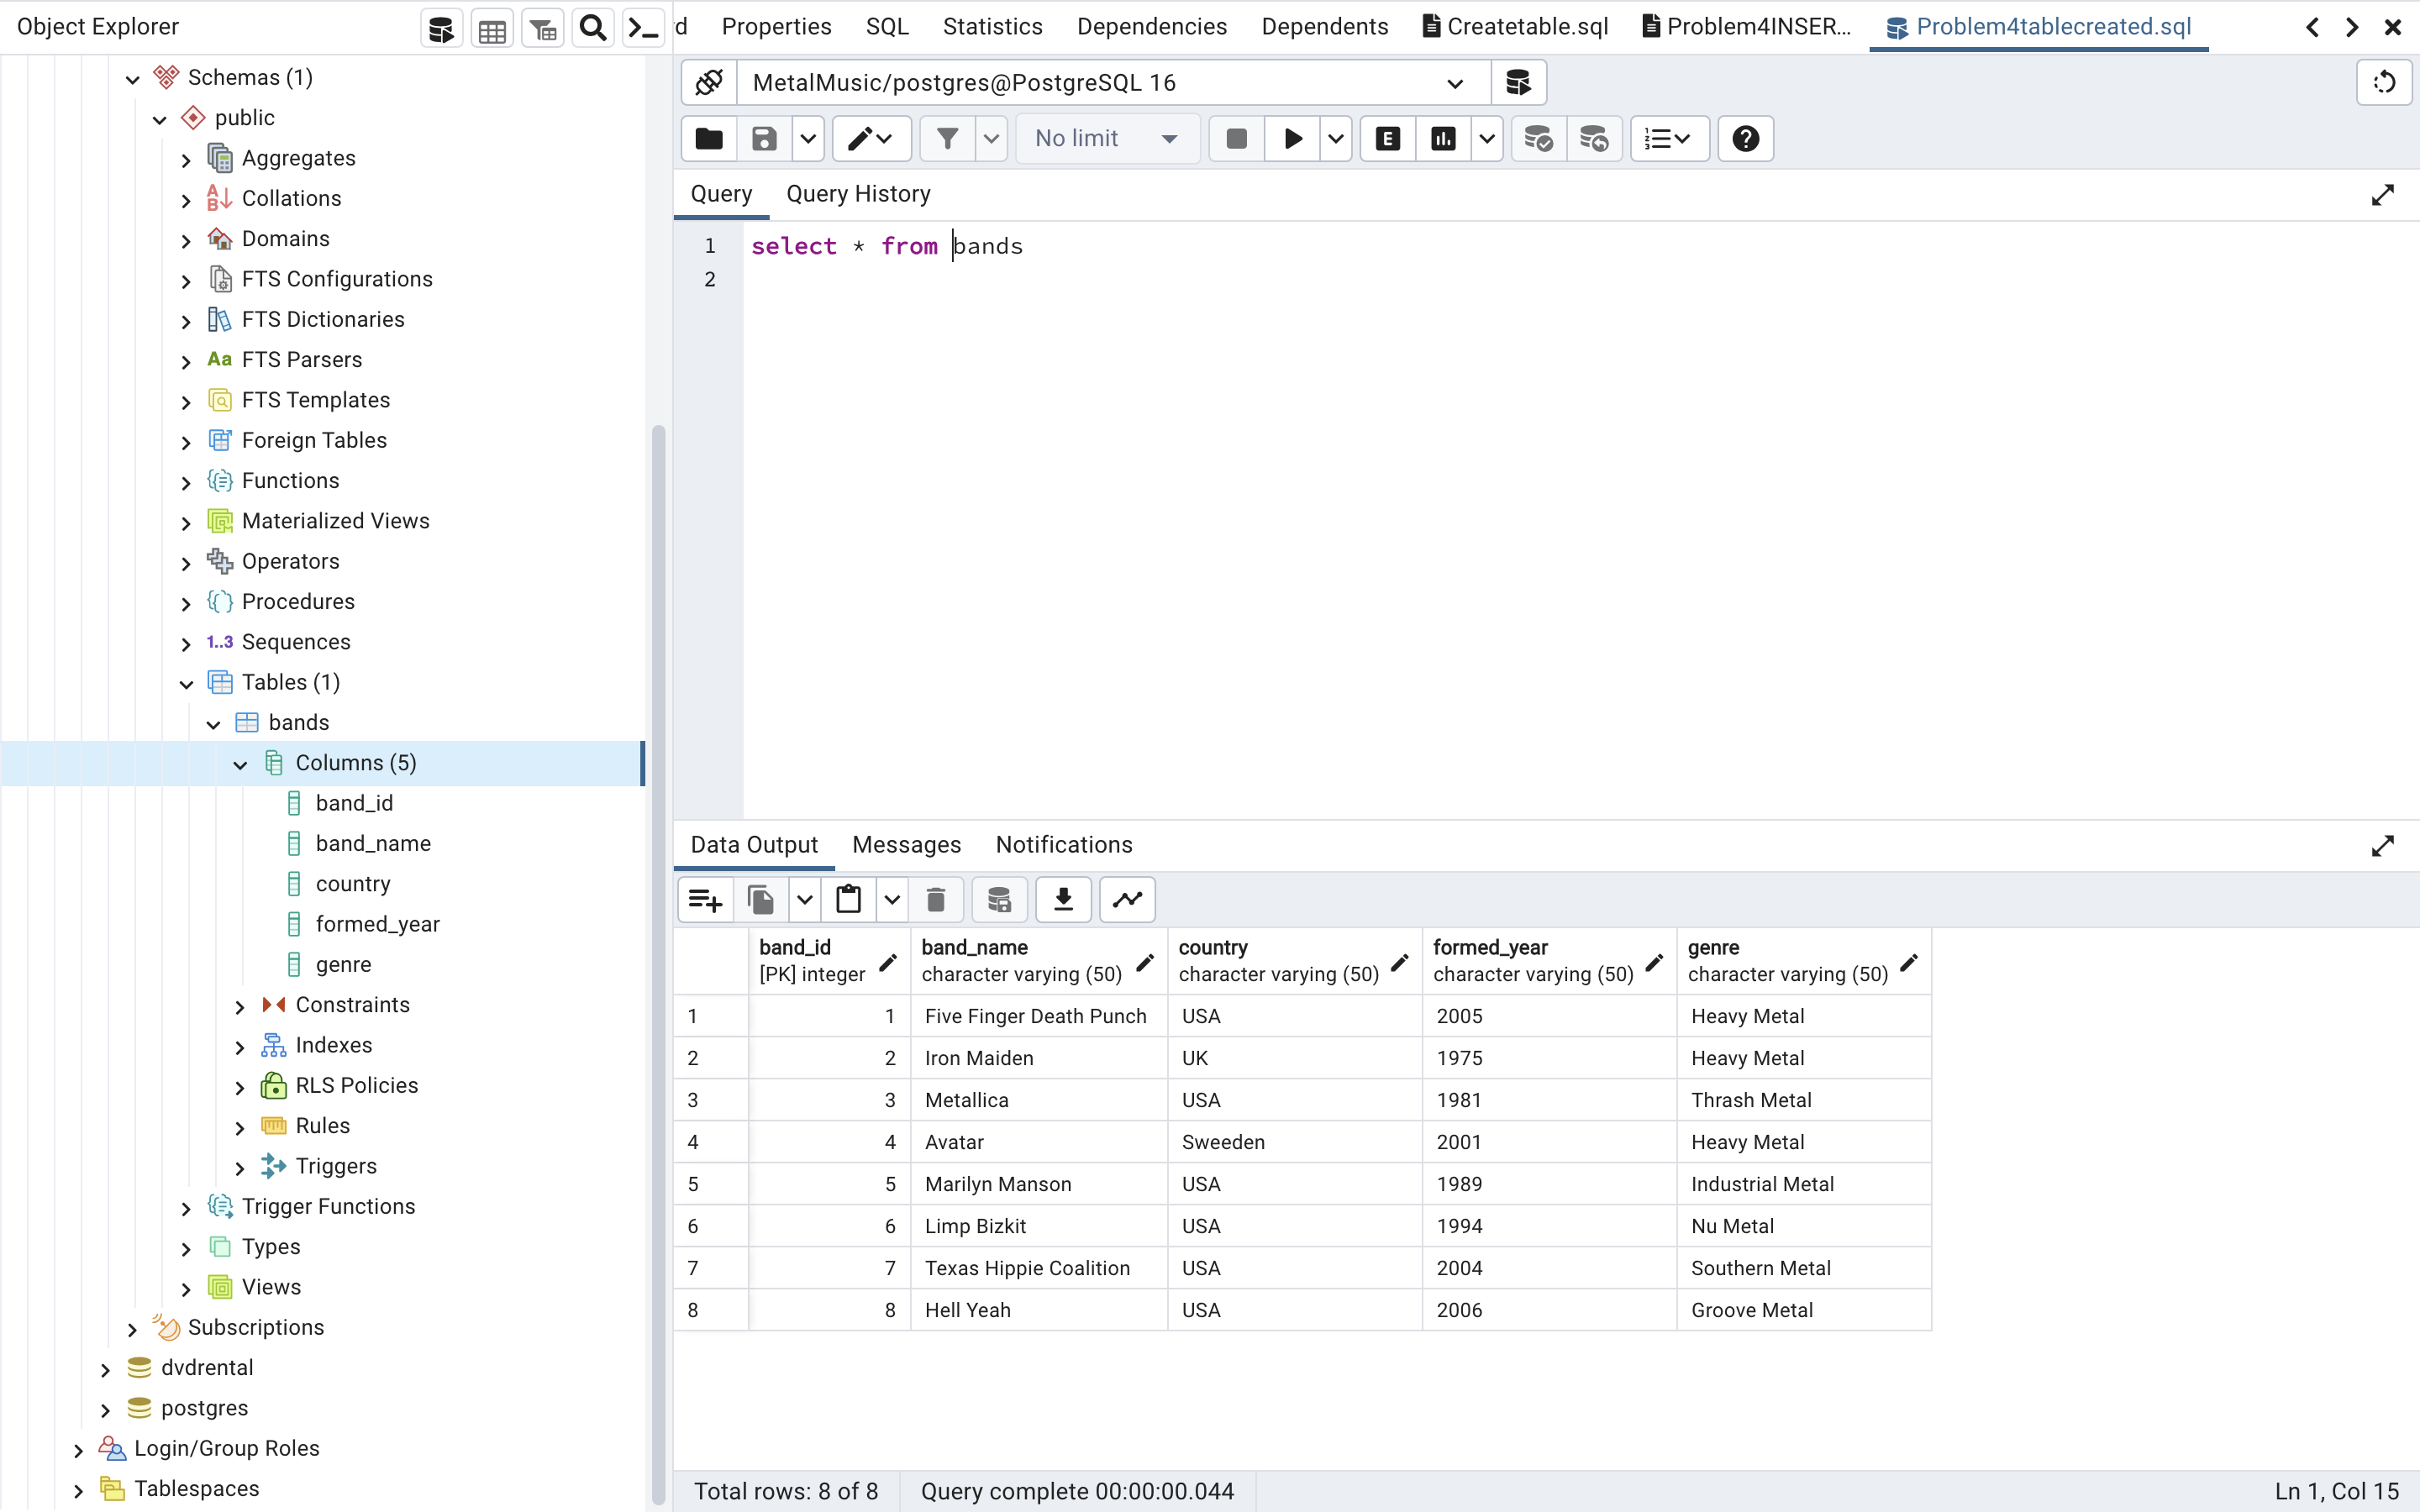 Object Explorer
d Properties SQL Statistics Dependencies Dependents Createtable.sql Problem4INSER... Problem4tablecreated.sql
Schemas (1)
public
Aggregates
Collations
Domains
FTS Configurations
FTS Dictionaries
Aa FTS Parsers
FTS Templates
Foreign Tables
Functions
Materialized Views
Operators
Procedures
1..3 Sequences
Tables (1)
bands
Columns (5)
band_id
band_name
country
formed_year
genre
Constraints
Indexes
RLS Policies
Rules
Triggers
Trigger Functions
Types
Views
Subscriptions
dvdrental
postgres
Login/Group Roles
Tablespaces
MetalMusic/postgres@PostgreSQL 16
No limit E
Query Query History
1 select * from bands
2
Data Output Messages Notifications
band_id band_name country formed_year genre
[PK] integer character varying (50) character varying (50) character varying (50) character varying (50)
1 1 Five Finger Death Punch USA 2005 Heavy Metal
2 2 Iron Maiden UK 1975 Heavy Metal
3 3 Metallica USA 1981 Thrash Metal
4 4 Avatar Sweeden 2001 Heavy Metal
5 5 Marilyn Manson USA 1989 Industrial Metal
6 6 Limp Bizkit USA 1994 Nu Metal
7 7 Texas Hippie Coalition USA 2004 Southern Metal
8 8 Hell Yeah USA 2006 Groove Metal
Total rows: 8 of 8 Query complete 00:00:00.044 Ln 1, Col 15